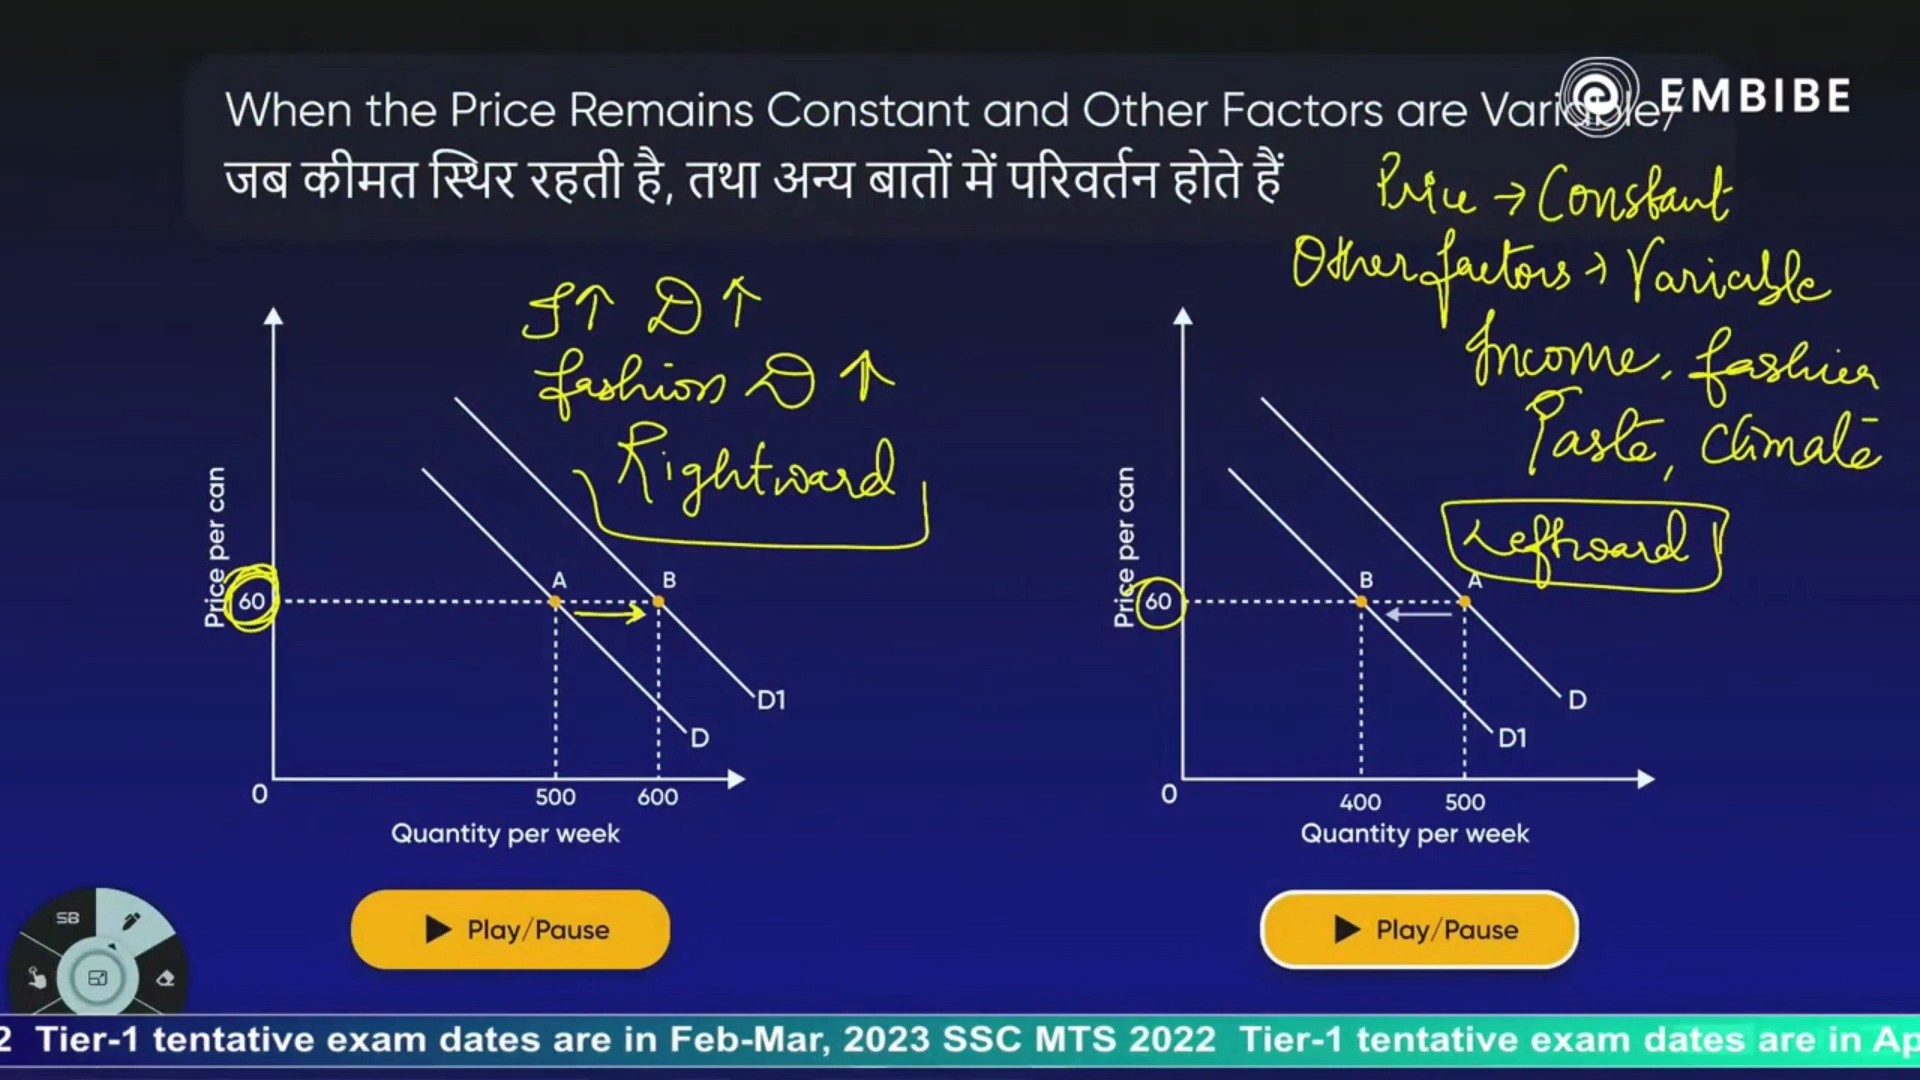 When the Price Remains Constant and Other Factors are Variable/
EMBIBE
जब कीमत स्थिर रहती है, तथा अन्य बातों में परिवर्तन होते हैं
Price → Constant
Other factors → Variable
Income, fashion
Taste, Climate
Leftward
I↑ D↑
fashion D↑
Rightward
Price per can
60
A
B
D1
D
0
500
600
Quantity per week
Play/Pause
Price per can
60
B
A
D
D1
0
400
500
Quantity per week
Play/Pause
SB
2 Tier-1 tentative exam dates are in Feb-Mar, 2023 SSC MTS 2022 Tier-1 tentative exam dates are in Ap